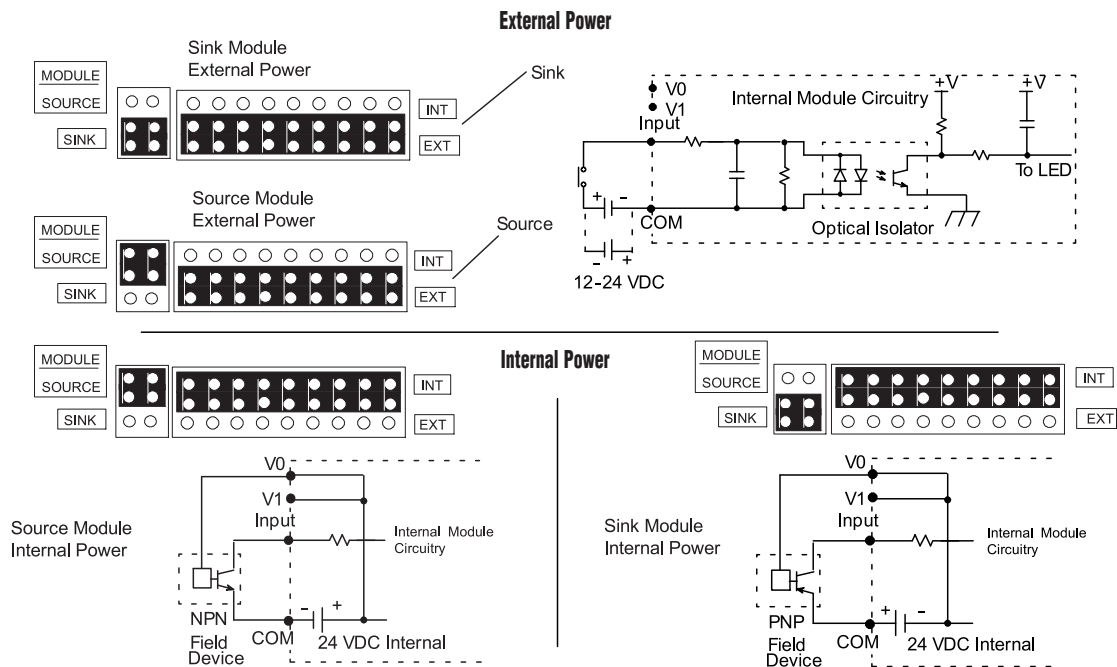 External Power
Sink Module
External Power
MODULE
SOURCE
SINK
INT
EXT
Sink
Source Module
External Power
MODULE
SOURCE
SINK
INT
EXT
Source
V0
V1
Input
Internal Module Circuitry
+V
+V
To LED
+ -
COM
Optical Isolator
- +
12-24 VDC
Internal Power
MODULE
SOURCE
SINK
INT
EXT
V0
V1
Input
Source Module
Internal Power
Internal Module
Circuitry
NPN
Field
Device
COM
- +
24 VDC Internal
MODULE
SOURCE
SINK
INT
EXT
V0
V1
Input
Sink Module
Internal Power
Internal Module
Circuitry
PNP
Field
Device
COM
+ -
24 VDC Internal